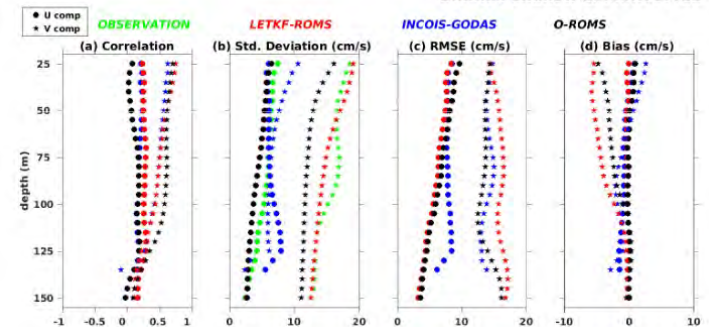 U comp
V comp
OBSERVATION LETKF-ROMS INCOIS-GODAS O-ROMS
(a) Correlation (b) Std. Deviation (cm/s) (c) RMSE (cm/s) (d) Bias (cm/s)
depth (m)
25
50
75
100
125
150
-1 -0.5 0 0.5 1 0 10 20 0 10 20 -10 0 10